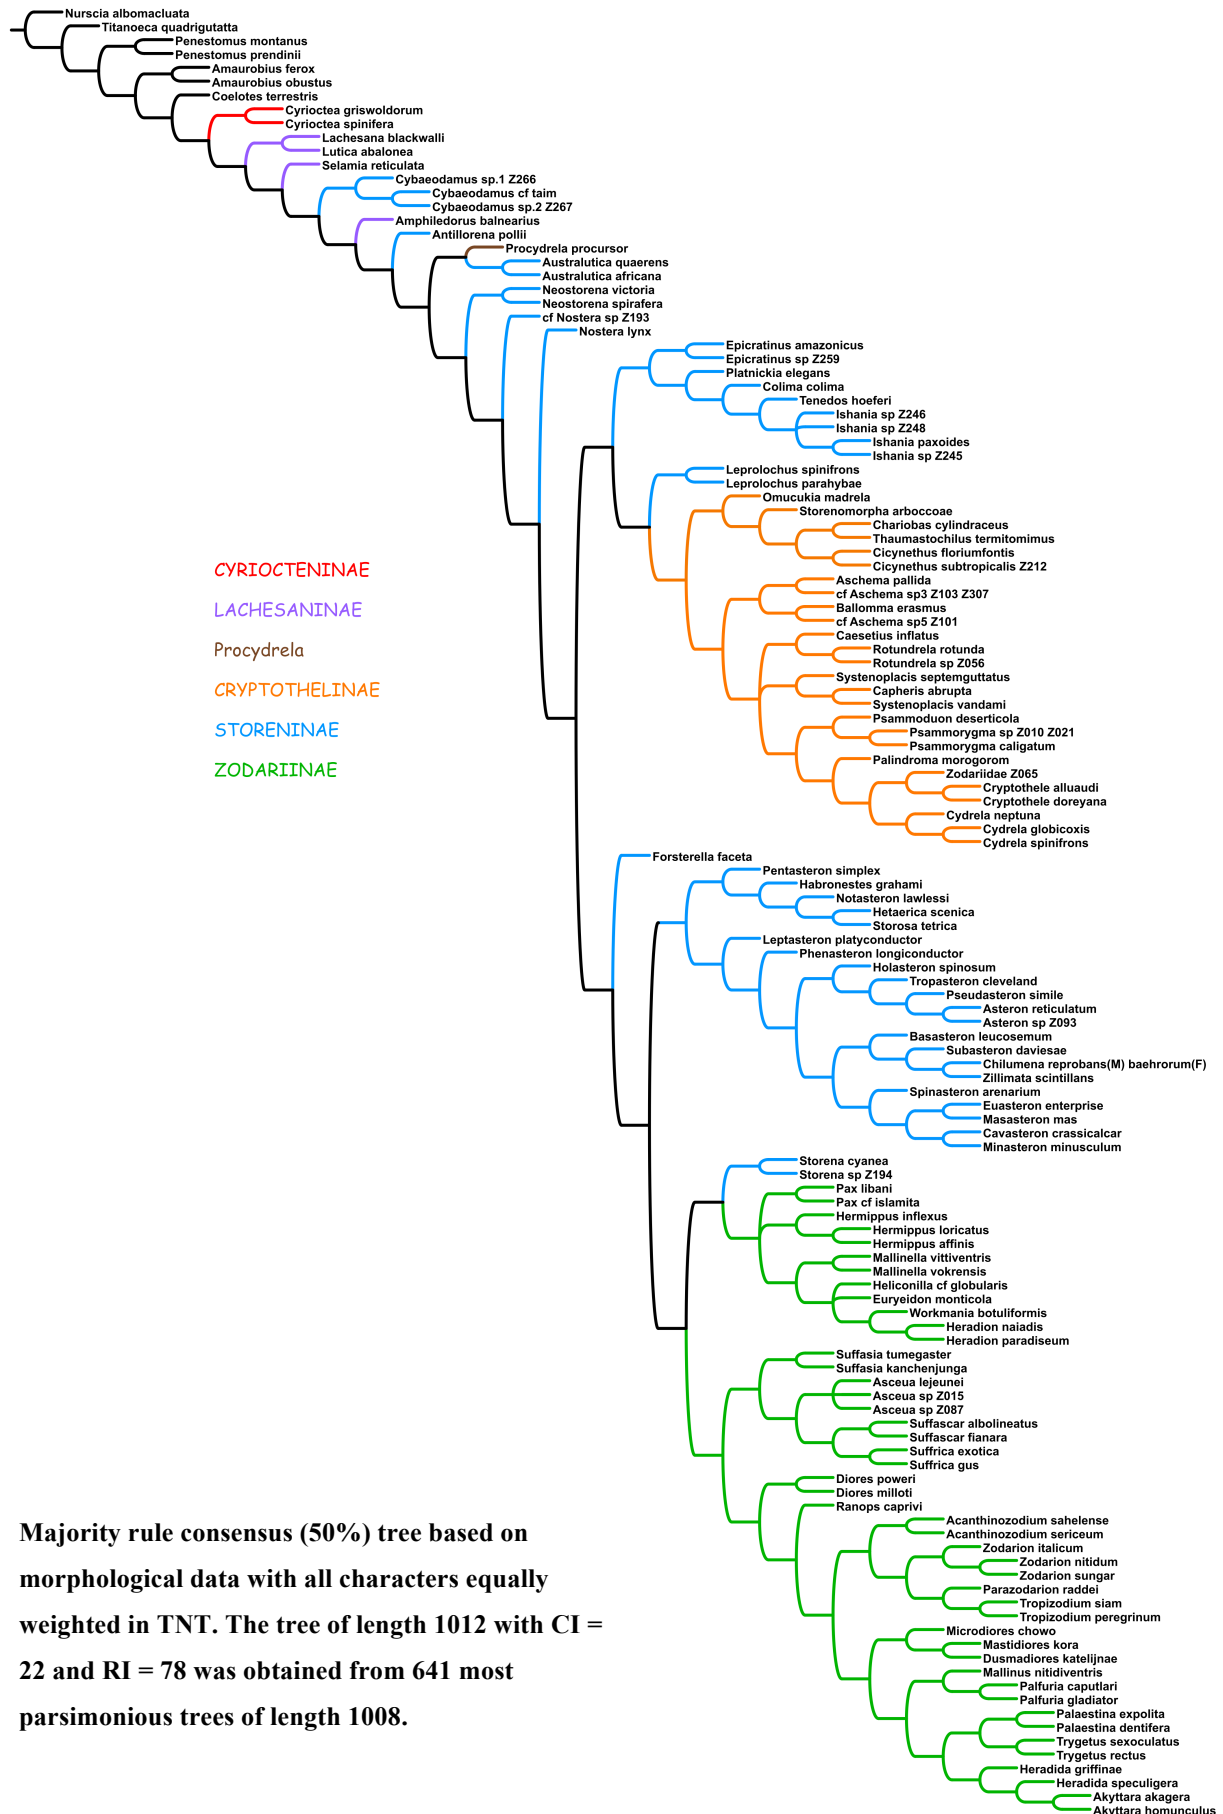 Nurscia albomacluata
Titanoeca quadrigutatta
Penestomus montanus
Penestomus prendinii
Amaurobius ferox
Amaurobius obustus
Coelotes terrestris
Cyrioctea griswoldorum
Cyrioctea spinifera
Lachesana blackwalli
Lutica abalonea
Selamia reticulata
Cybaeodamus sp.1 Z266
Cybaeodamus cf taim
Cybaeodamus sp.2 Z267
Amphiledorus balnearius
Antillorena pollii
Procydrela procursor
Australutica quaerens
Australutica africana
Neostorena victoria
Neostorena spirafera
cf Nostera sp Z193
Nostera lynx
Epicratinus amazonicus
Epicratinus sp Z259
Platnickia elegans
Colima colima
Tenedos hoeferi
Ishania sp Z246
Ishania sp Z248
Ishania paxoides
Ishania sp Z245
Leprolochus spinifrons
Leprolochus parahybae
Omucukia madrela
Storenomorpha arboccoae
Chariobas cylindraceus
Thaumastochilus termitomimus
Cicynethus floriumfontis
Cicynethus subtropicalis Z212
Aschema pallida
cf Aschema sp3 Z103 Z307
Ballomma erasmus
cf Aschema sp5 Z101
Caesetius inflatus
Rotundrela rotunda
Rotundrela sp Z056
Systenoplacis septemguttatus
Capheris abrupta
Systenoplacis vandami
Psammoduon deserticola
Psammorygma sp Z010 Z021
Psammorygma caligatum
Palindroma morogorom
Zodariidae Z065
Cryptothele alluaudi
Cryptothele doreyana
Cydrela neptuna
Cydrela globicoxis
Cydrela spinifrons
CYRIOCTENINAE
LACHESANINAE
Procydrela
CRYPTOTHELINAE
STORENINAE
ZODARIINAE
Forsterella faceta
Pentasteron simplex
Habronestes grahami
Notasteron lawlessi
Hetaerica scenica
Storosa tetrica
Leptasteron platyconductor
Phenasteron longiconductor
Holasteron spinosum
Tropasteron cleveland
Pseudasteron simile
Asteron reticulatum
Asteron sp Z093
Basasteron leucosemum
Subasteron daviesae
Chilumena reprobans(M) baehrorum(F)
Zillimata scintillans
Spinasteron arenarium
Euasteron enterprise
Masasteron mas
Cavasteron crassicalcar
Minasteron minusculum
Storena cyanea
Storena sp Z194
Pax libani
Pax cf islamita
Hermippus inflexus
Hermippus loricatus
Hermippus affinis
Mallinella vittiventris
Mallinella vokrensis
Heliconilla cf globularis
Euryeidon monticola
Workmania botuliformis
Heradion naiadis
Heradion paradiseum
Suffasia tumegaster
Suffasia kanchenjunga
Asceua lejeunei
Asceua sp Z015
Asceua sp Z087
Suffascar albolineatus
Suffascar fianara
Suffrica exotica
Suffrica gus
Diores poweri
Diores milloti
Ranops caprivi
Acanthinozodium sahelense
Acanthinozodium sericeum
Zodarion italicum
Zodarion nitidum
Zodarion sungar
Parazodarion raddei
Tropizodium siam
Tropizodium peregrinum
Microdiores chowo
Mastidiores kora
Dusmadiores katelijnae
Mallinus nitidiventris
Palfuria caputlari
Palfuria gladiator
Palaestina expolita
Palaestina dentifera
Trygetus sexoculatus
Trygetus rectus
Heradida griffinae
Heradida speculigera
Akyttara akagera
Akyttara homunculus
Majority rule consensus (50%) tree based on
morphological data with all characters equally
weighted in TNT. The tree of length 1012 with CI =
22 and RI = 78 was obtained from 641 most
parsimonious trees of length 1008.